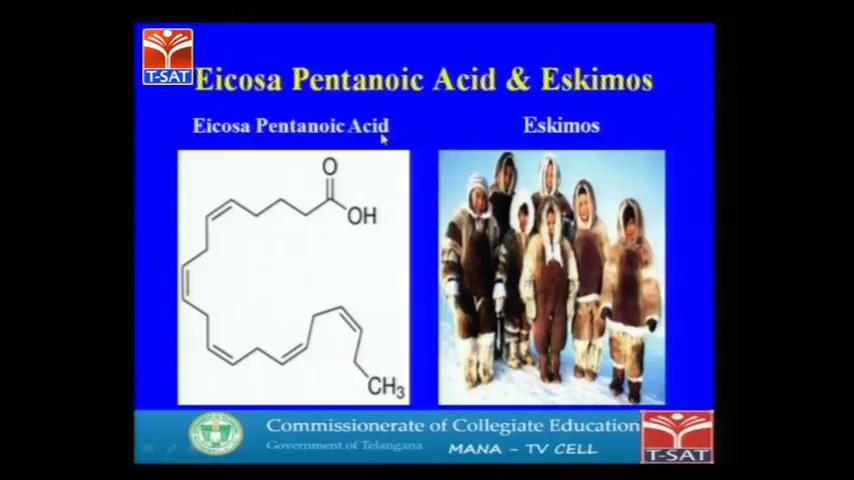 T-SAT
Eicosa Pentanoic Acid & Eskimos
Eicosa Pentanoic Acid
Eskimos
O
OH
CH3
Commissionerate of Collegiate Education
Government of Telangana
MANA - TV CELL
T-SAT